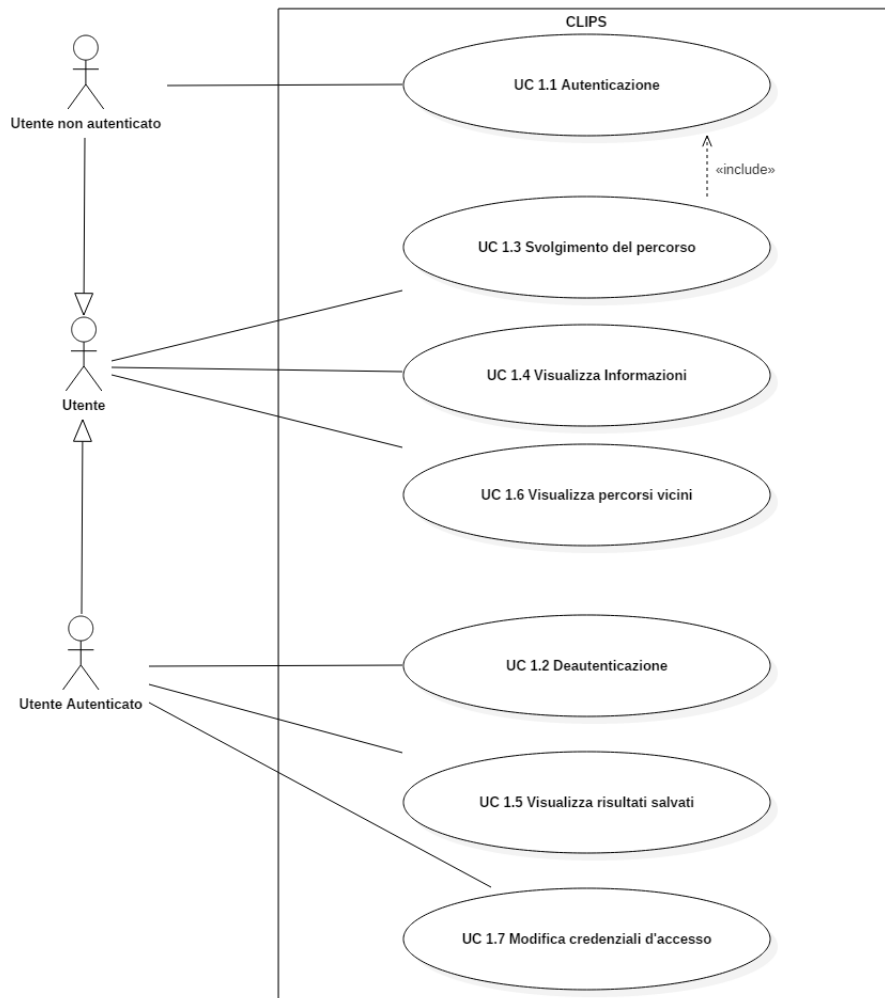 CLIPS
UC 1.1 Autenticazione
Utente non autenticato
«include»
UC 1.3 Svolgimento del percorso
UC 1.4 Visualizza Informazioni
Utente
UC 1.6 Visualizza percorsi vicini
UC 1.2 Deautenticazione
Utente Autenticato
UC 1.5 Visualizza risultati salvati
UC 1.7 Modifica credenziali d'accesso